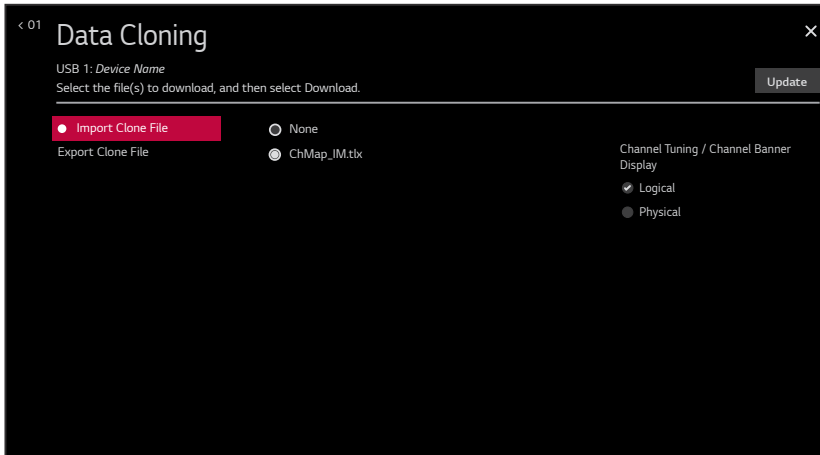 < 01
Data Cloning
USB 1: Device Name
Select the file(s) to download, and then select Download.
Update
Import Clone File
Export Clone File
None
ChMap_IM.tlx
Channel Tuning / Channel Banner
Display
Logical
Physical